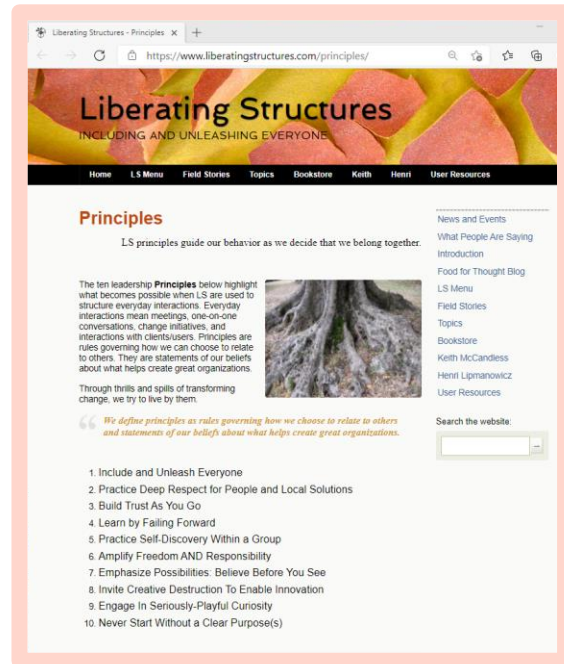 Liberating Structures - Principles
https://www.liberatingstructures.com/principles/
Liberating Structures
INCLUDING AND UNLEASHING EVERYONE
Home LS Menu Field Stories Topics Bookstore Keith Henri User Resources
Principles
LS principles guide our behavior as we decide that we belong together.
The ten leadership Principles below highlight
what becomes possible when LS are used to
structure everyday interactions. Everyday
interactions mean meetings, one-on-one
conversations, change initiatives, and
interactions with clients/users. Principles are
rules governing how we can choose to relate
to others. They are statements of our beliefs
about what helps create great organizations.
Through thrills and spills of transforming
change, we try to live by them.
We define principles as rules governing how we choose to relate to others
and statements of our beliefs about what helps create great organizations.
1. Include and Unleash Everyone
2. Practice Deep Respect for People and Local Solutions
3. Build Trust As You Go
4. Learn by Failing Forward
5. Practice Self-Discovery Within a Group
6. Amplify Freedom AND Responsibility
7. Emphasize Possibilities: Believe Before You See
8. Invite Creative Destruction To Enable Innovation
9. Engage In Seriously-Playful Curiosity
10. Never Start Without a Clear Purpose(s)
News and Events
What People Are Saying
Introduction
Food for Thought Blog
LS Menu
Field Stories
Topics
Bookstore
Keith McCandless
Henri Lipmanowicz
User Resources
Search the website: